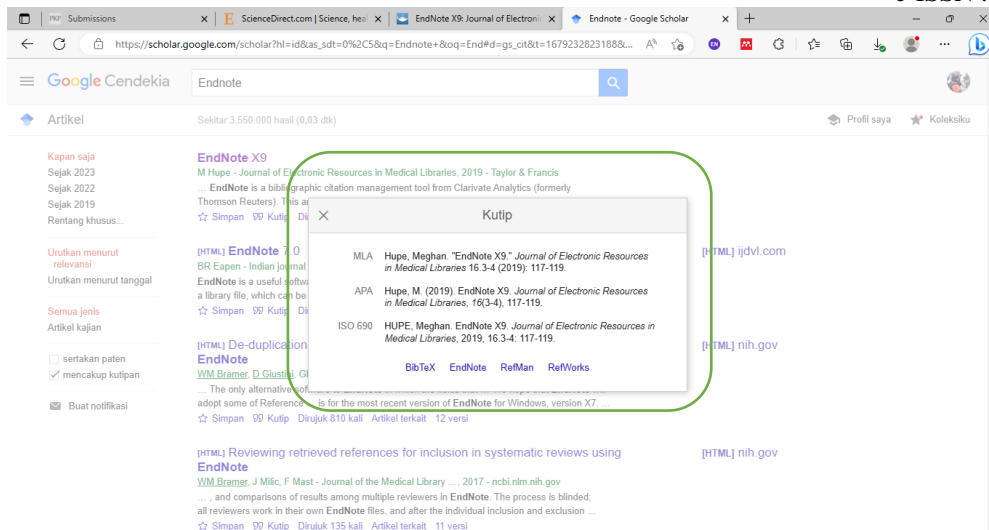 Submissions
ScienceDirect.com | Science, heal
EndNote X9: Journal of Electronic
Endnote - Google Scholar
https://scholar.google.com/scholar?hl=id&as_sdt=0%2C5&q=Endnote+&oq=End#d=gs_cit&t=1679232823188&...
Google Cendekia
Endnote
Artikel
Sekitar 3.550.000 hasil (0,03 dtk)
Profil saya
Koleksiku
Kapan saja
Sejak 2023
Sejak 2022
Sejak 2019
Rentang khusus...
Urutkan menurut
relevansi
Urutkan menurut tanggal
Semua jenis
Artikel kajian
sertakan paten
mencakup kutipan
Buat notifikasi
EndNote X9
M Hupe - Journal of Electronic Resources in Medical Libraries, 2019 - Taylor & Francis
... EndNote is a bibliographic citation management tool from Clarivate Analytics (formerly
Thomson Reuters). This
Simpan Kutip
[HTML] EndNote 7.0
[HTML] ijdvl.com
BR Eapen - Indian journal
EndNote is a useful
a library file, which can be
Simpan Kutip
[HTML] De-duplication
[HTML] nih.gov
EndNote
WM Bramer, D Giustini,
... The only alternative
adopt some of Reference is for the most recent version of EndNote for Windows, version X7. ...
Simpan Kutip Dirujuk 810 kali Artikel terkait 12 versi
[HTML] Reviewing retrieved references for inclusion in systematic reviews using
[HTML] nih.gov
EndNote
WM Bramer, J Milic, F Mast - Journal of the Medical Library ..., 2017 - ncbi.nlm.nih.gov
... , and comparisons of results among multiple reviewers in EndNote. The process is blinded;
all reviewers work in their own EndNote files, and after the individual inclusion and exclusion ...
Simpan Kutip Dirujuk 135 kali Artikel terkait 11 versi
Kutip
MLA Hupe, Meghan. "EndNote X9." Journal of Electronic Resources
in Medical Libraries 16.3-4 (2019): 117-119.
APA Hupe, M. (2019). EndNote X9. Journal of Electronic Resources
in Medical Libraries, 16(3-4), 117-119.
ISO 690 HUPE, Meghan. EndNote X9. Journal of Electronic Resources in
Medical Libraries, 2019, 16.3-4: 117-119.
BibTeX EndNote RefMan RefWorks